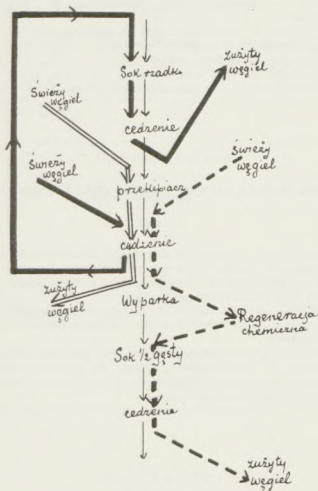 zużyty
węgiel
Sok rzadki
świeży
węgiel
cedzenie
świeży
węgiel
świeży
węgiel
przekipiacz
cedzenie
zużyty
węgiel
Wyparka
Regeneracja
chemiczna
Sok 1/2 gęsty
cedzenie
zużyty
węgiel